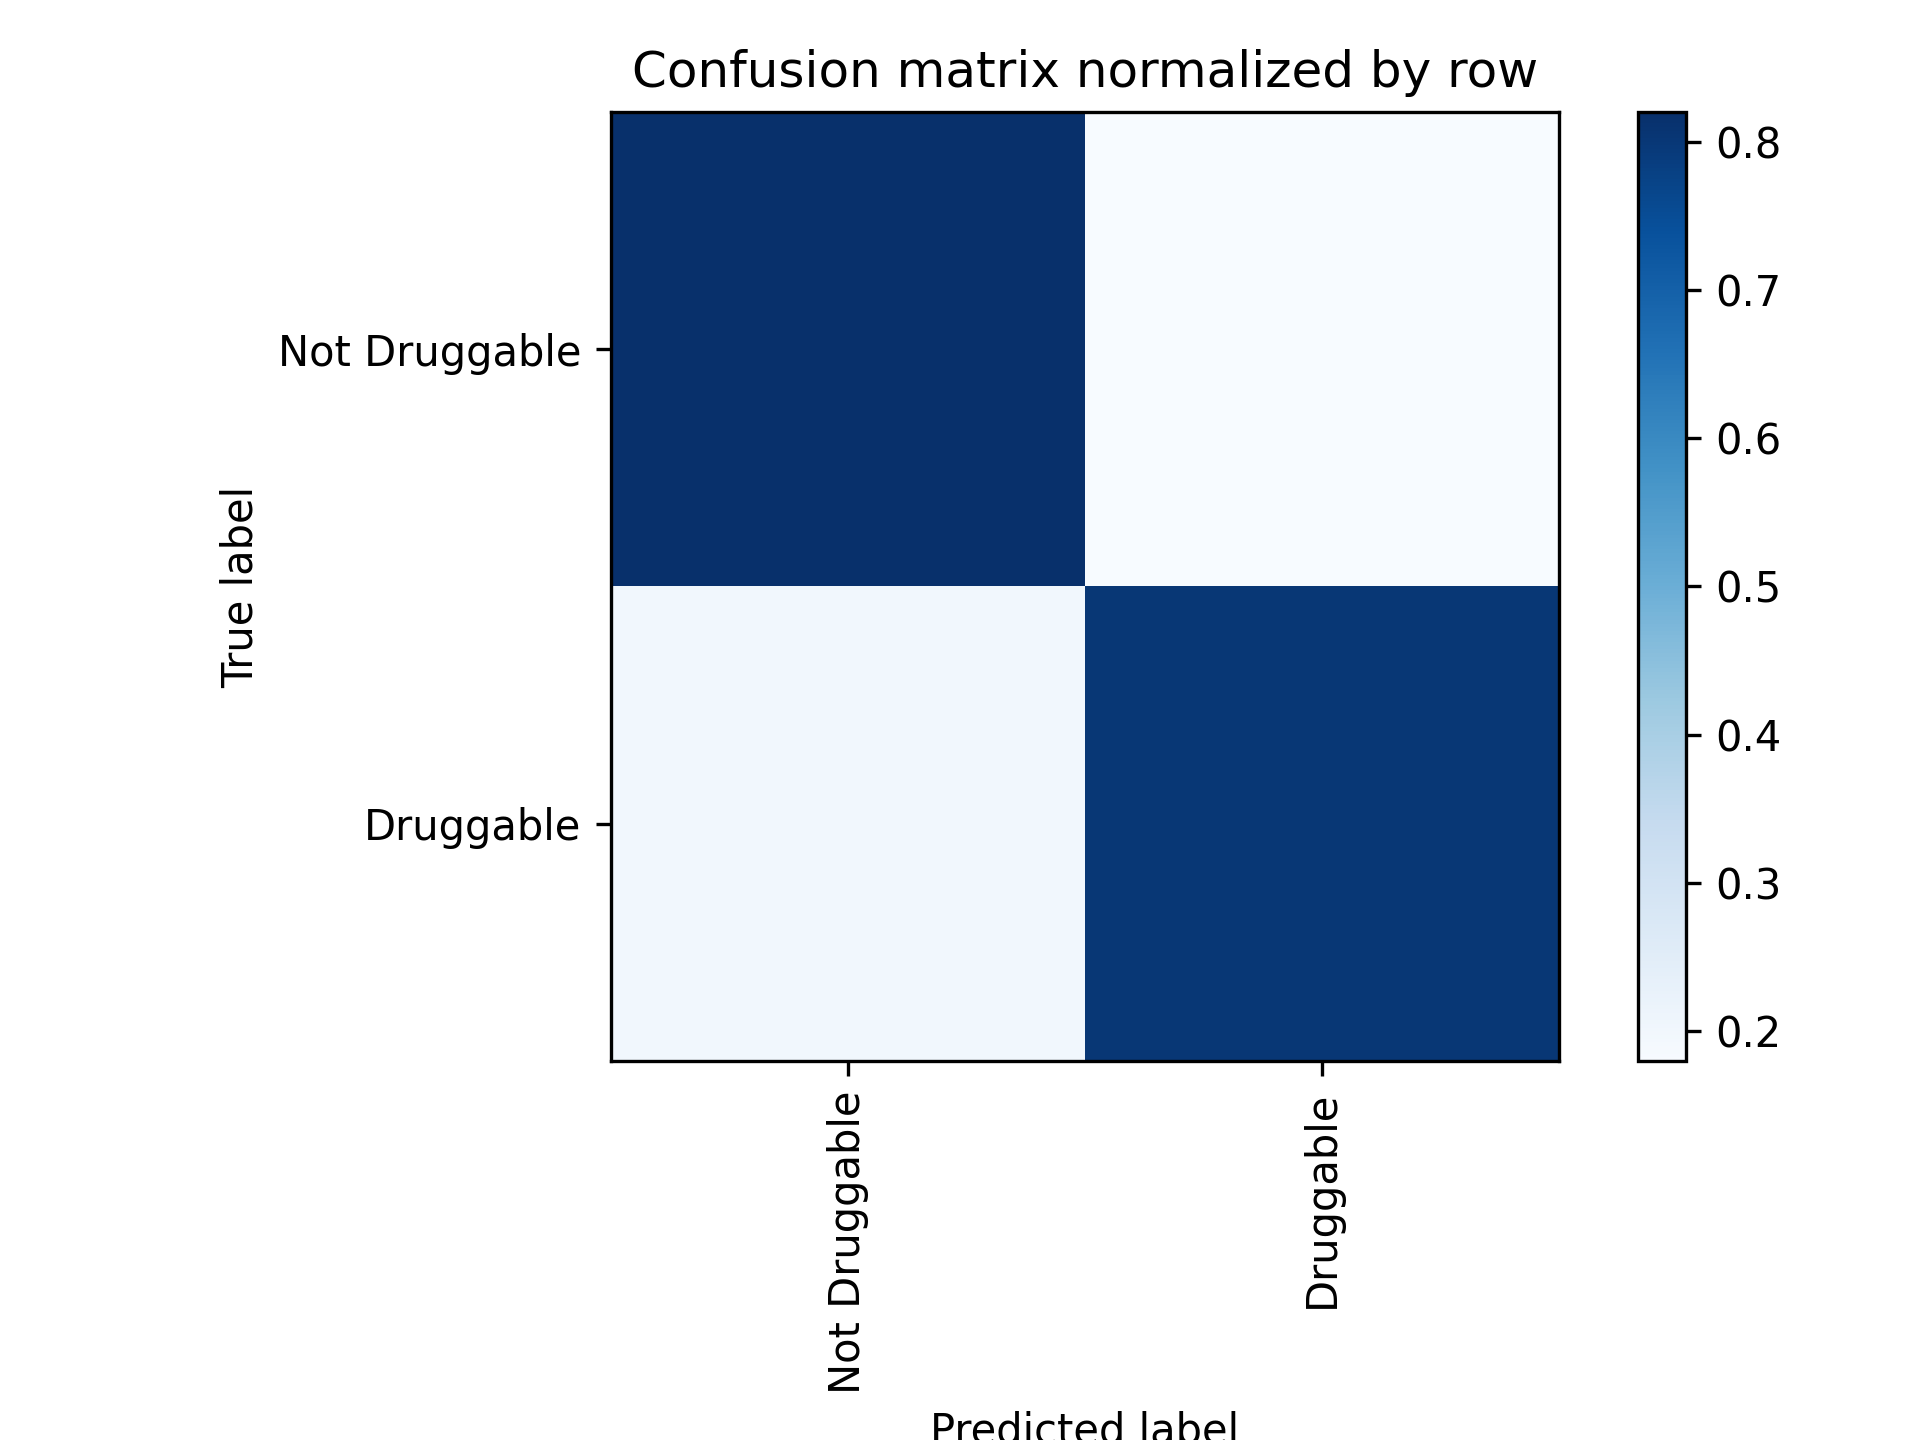 Confusion matrix normalized by row
True label
Not Druggable
Druggable
Not Druggable
Druggable
Predicted label
0.8
0.7
0.6
0.5
0.4
0.3
0.2